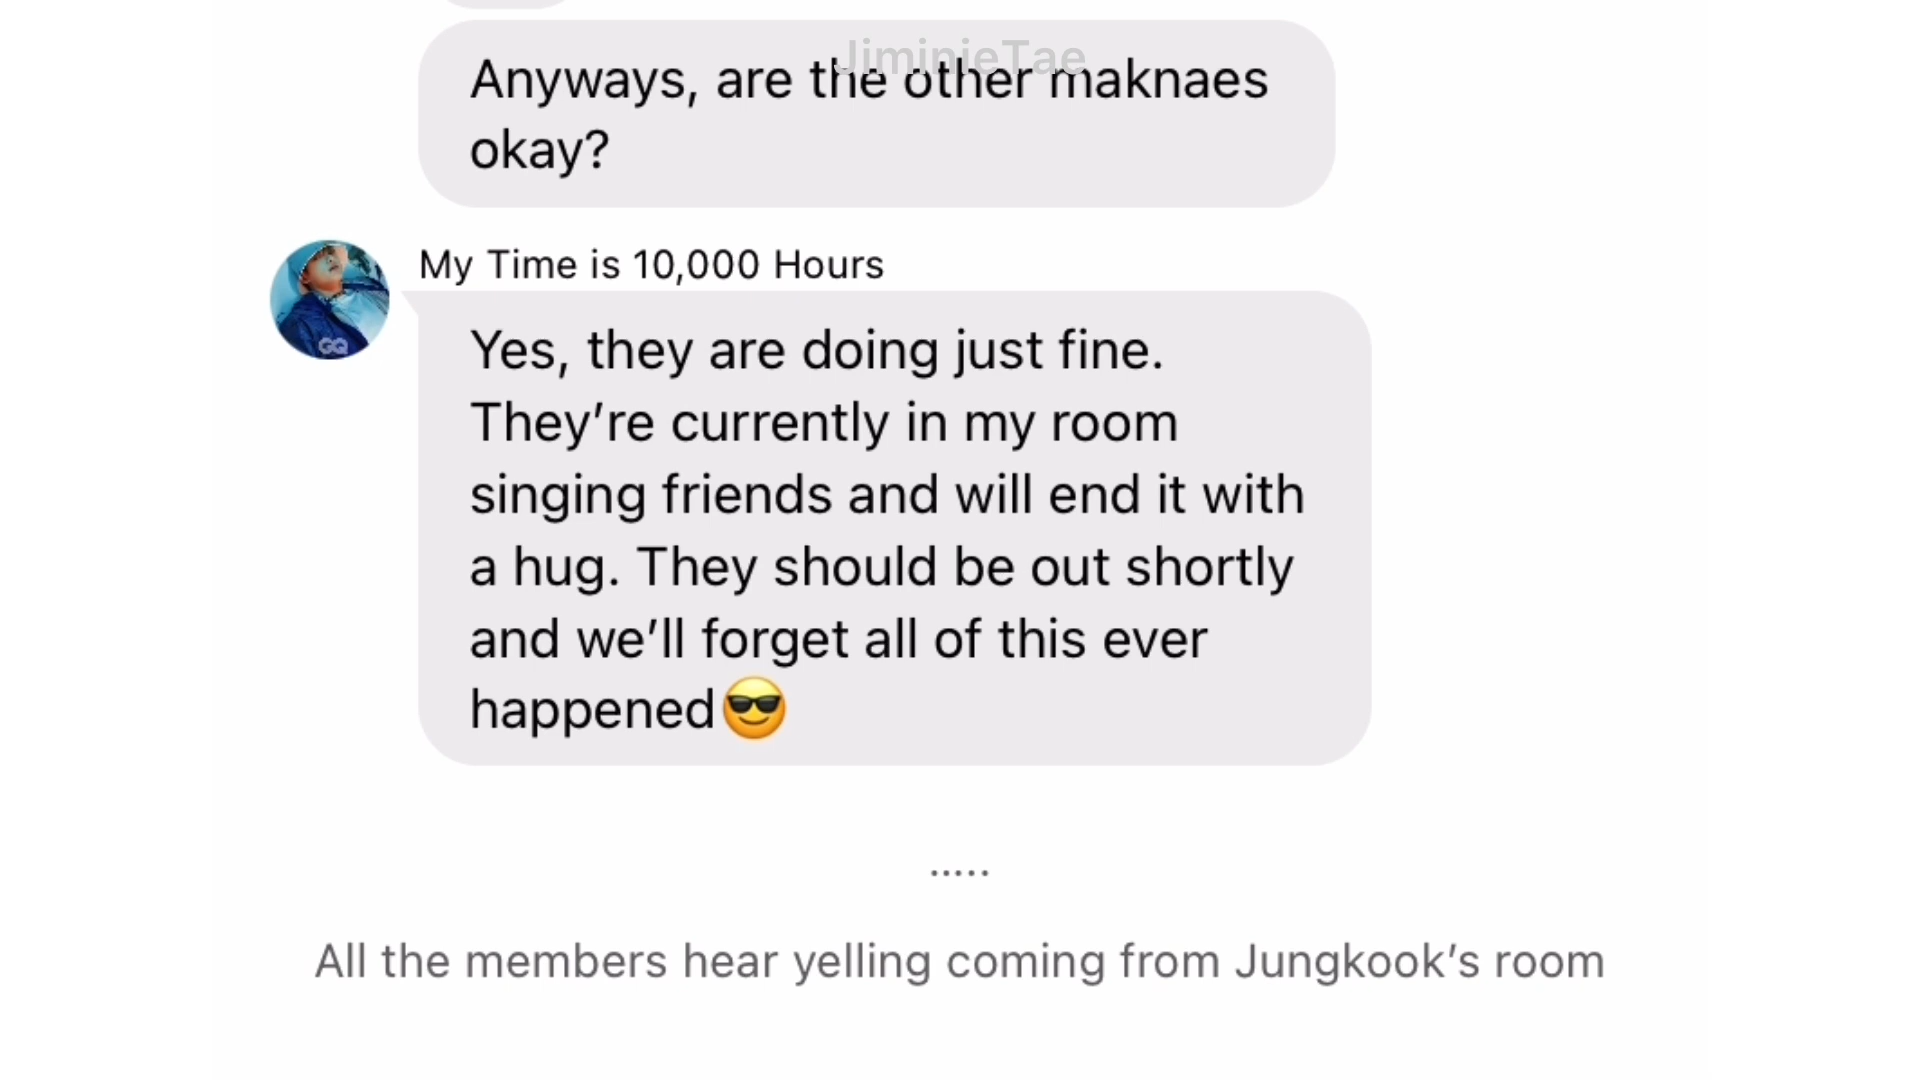 JiminieTae
Anyways, are the other maknaes
okay?
My Time is 10,000 Hours
GQ
Yes, they are doing just fine.
They’re currently in my room
singing friends and will end it with
a hug. They should be out shortly
and we’ll forget all of this ever
happened😎
.....
All the members hear yelling coming from Jungkook’s room